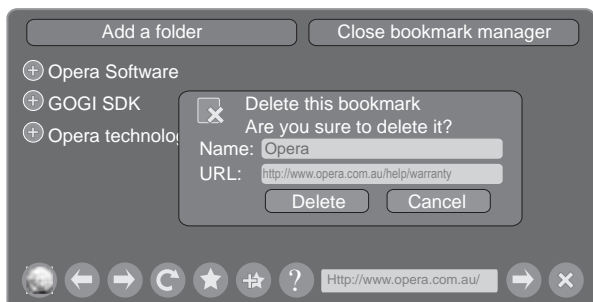 Add a folder
Close bookmark manager
Opera Software
GOGI SDK
Opera technolo
Delete this bookmark
Are you sure to delete it?
Name: Opera
URL: http://www.opera.com.au/help/warranty
Delete
Cancel
? Http://www.opera.com.au/